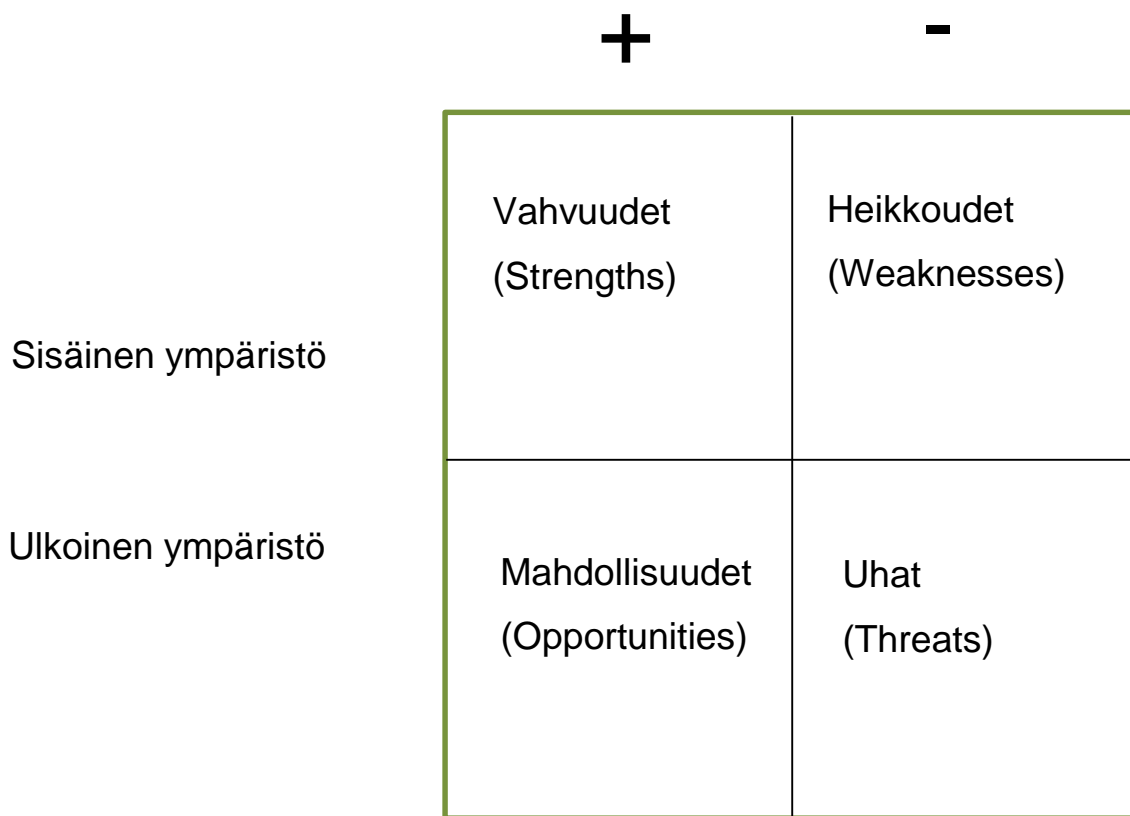 + -
Vahvuudet
(Strengths)
Heikkoudet
(Weaknesses)
Sisäinen ympäristö
Ulkoinen ympäristö
Mahdollisuudet
(Opportunities)
Uhat
(Threats)